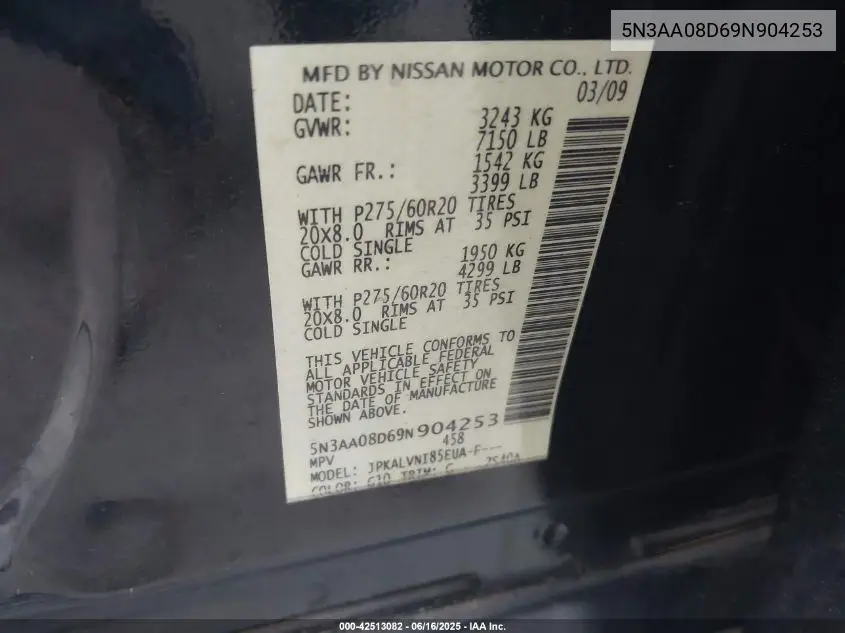 5N3AA08D69N904253
MFD BY NISSAN MOTOR CO., LTD.
DATE: 03/09
GVWR: 3243 KG
7150 LB
GAWR FR.: 1542 KG
3399 LB
WITH P275/60R20 TIRES
20X8.0 RIMS AT 35 PSI
COLD SINGLE
GAWR RR.: 1950 KG
4299 LB
WITH P275/60R20 TIRES
20X8.0 RIMS AT 35 PSI
COLD SINGLE
THIS VEHICLE CONFORMS TO
ALL APPLICABLE FEDERAL
MOTOR VEHICLE SAFETY
STANDARDS IN EFFECT ON
THE DATE OF MANUFACTURE
SHOWN ABOVE.
5N3AA08D69N904253
MPV 458
MODEL: JPKALVNI85EUA-F---
COLOR: G10 TRIM: G
000-42513082 - 06/16/2025 - IAA Inc.